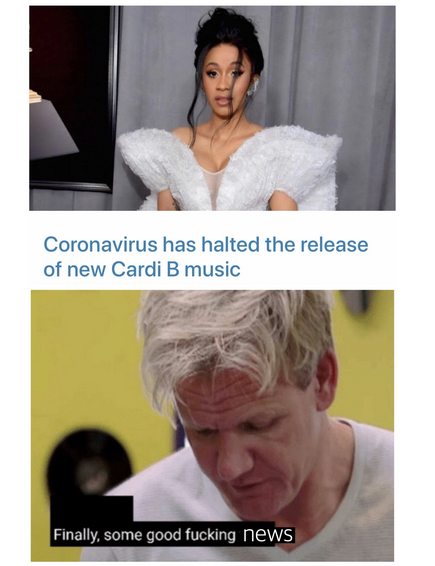 Coronavirus has halted the release
of new Cardi B music
Finally, some good fucking news